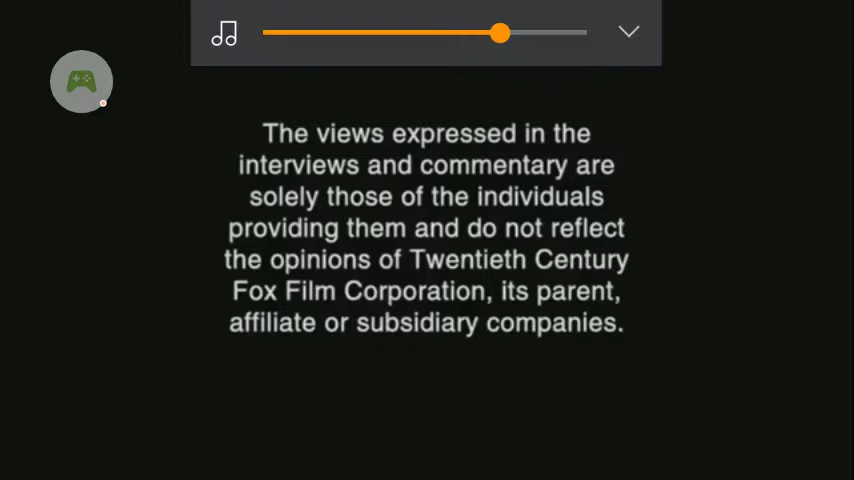 The views expressed in the
interviews and commentary are
solely those of the individuals
providing them and do not reflect
the opinions of Twentieth Century
Fox Film Corporation, its parent,
affiliate or subsidiary companies.